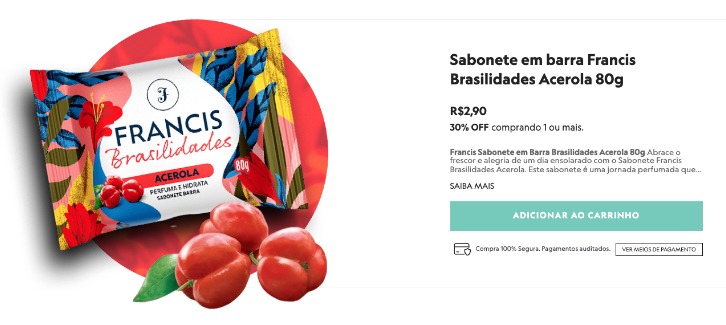 FRANCIS
Brasilidades
80g
ACEROLA
PERFUMA E HIDRATA
SABONETE BARRA
Sabonete em barra Francis
Brasilidades Acerola 80g
R$2,90
30% OFF comprando 1 ou mais.
Francis Sabonete em Barra Brasilidades Acerola 80g Abrace o
frescor e alegria de um dia ensolarado com o Sabonete Francis
Brasilidades Acerola. Este sabonete é uma jornada perfumada que...
SAIBA MAIS
ADICIONAR AO CARRINHO
Compra 100% Segura. Pagamentos auditados.
VER MEIOS DE PAGAMENTO